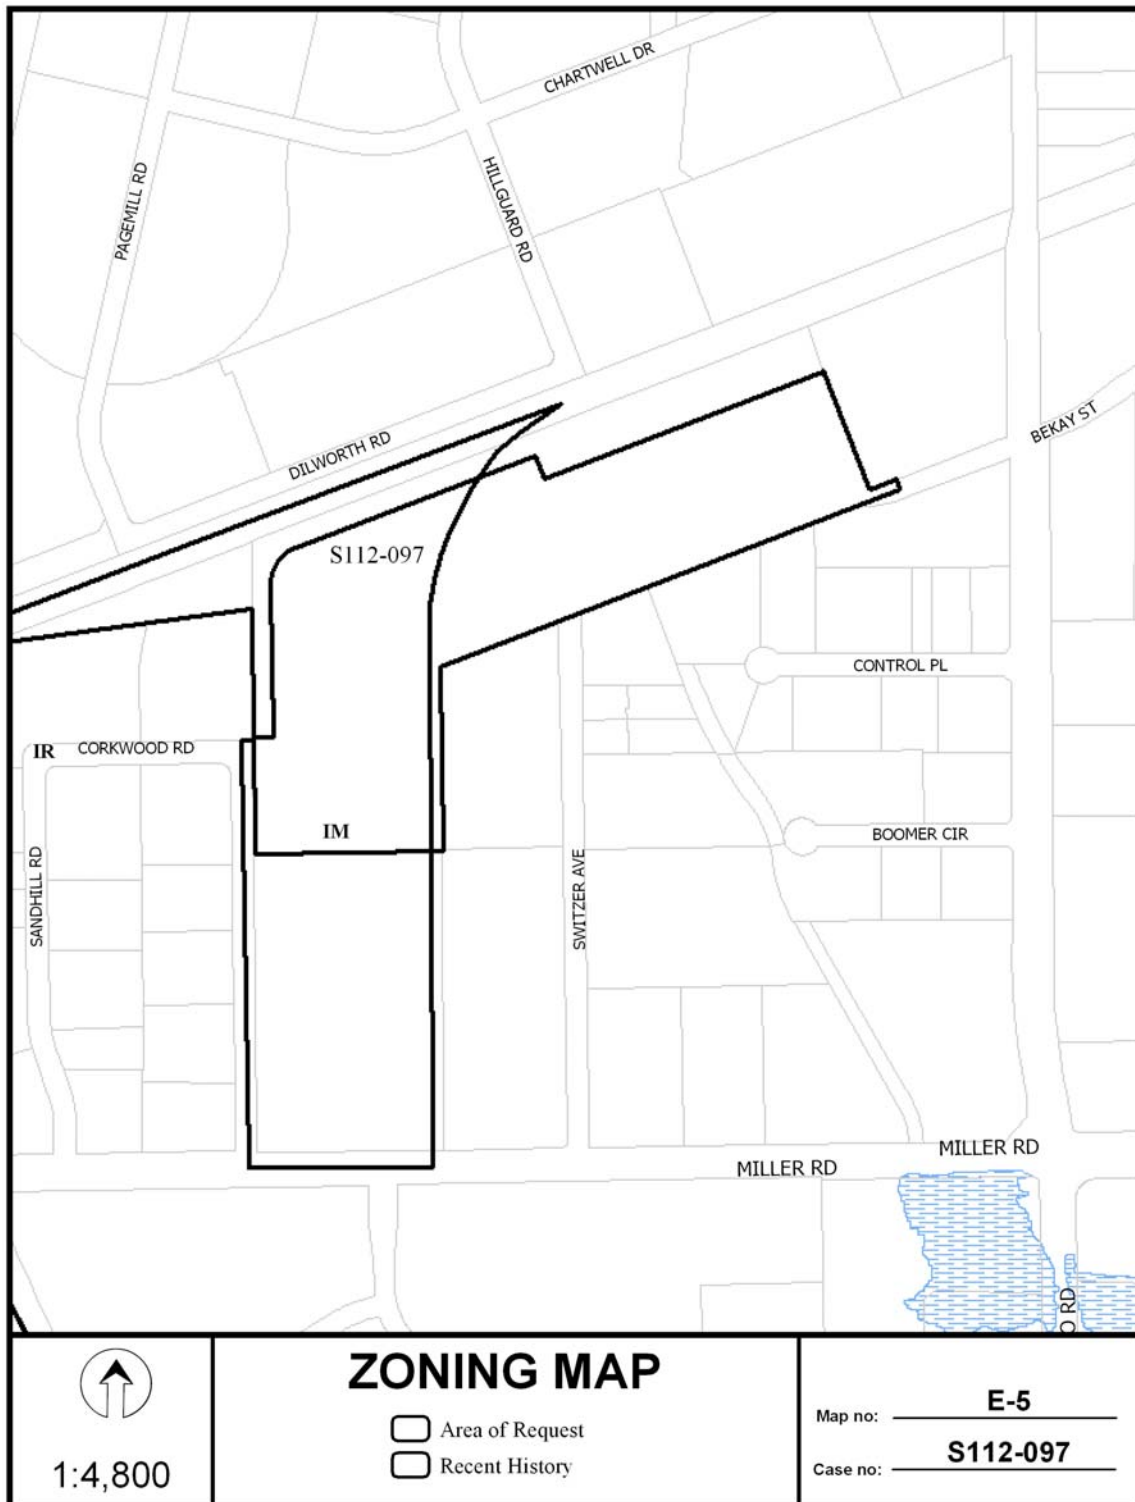 CHARTWELL DR
PAGEMILL RD
HILLGUARD RD
BEKAY ST
DILWORTH RD
S112-097
CONTROL PL
IR
CORKWOOD RD
IM
BOOMER CIR
SANDHILL RD
SWITZER AVE
MILLER RD
MILLER RD
O RD
ZONING MAP
Area of Request
Recent History
1:4,800
Map no: E-5
Case no: S112-097